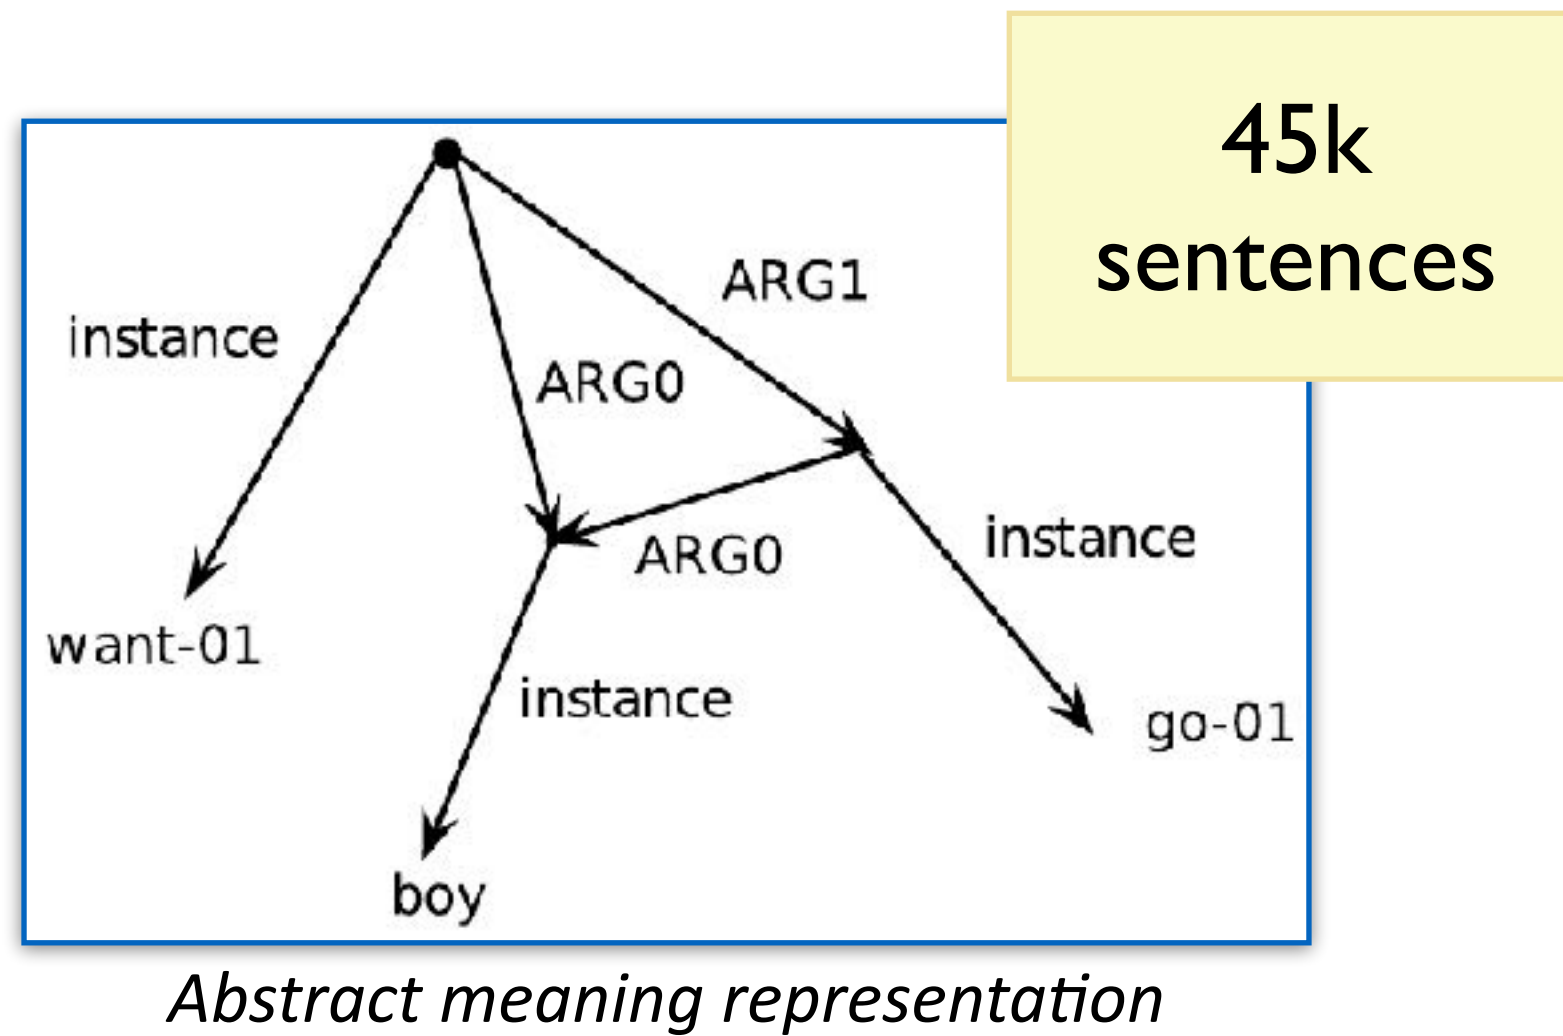 45k
sentences
ARG1
instance
ARG0
instance
ARG0
want-01
instance
go-01
boy
Abstract meaning representation